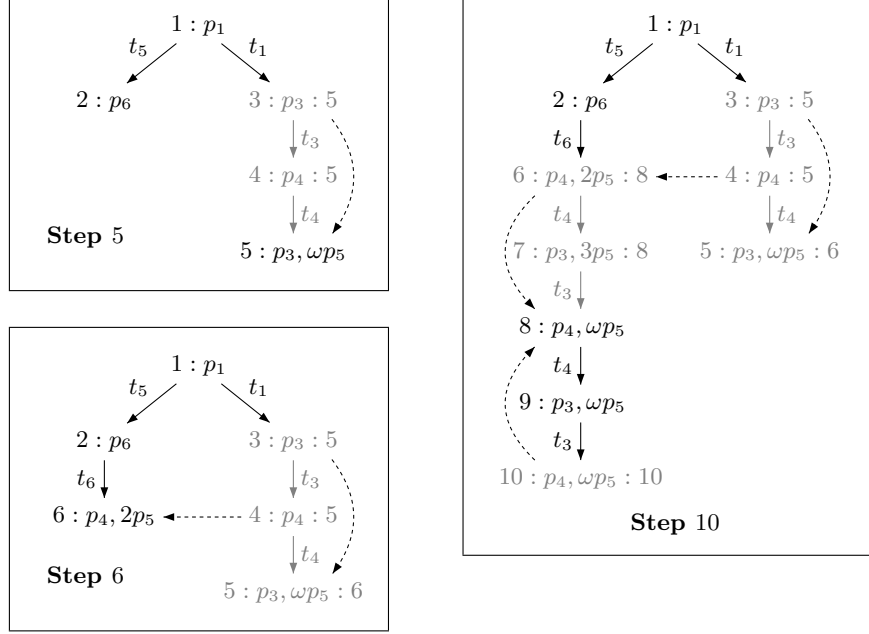 1 : p₁
t₅ t₁
2 : p₆ 3 : p₃ : 5
t₃
4 : p₄ : 5
t₄
Step 5
5 : p₃, ωp₅
1 : p₁
t₅ t₁
2 : p₆ 3 : p₃ : 5
t₆ t₃
6 : p₄, 2p₅ 4 : p₄ : 5
t₄
Step 6
5 : p₃, ωp₅ : 6
1 : p₁
t₅ t₁
2 : p₆ 3 : p₃ : 5
t₆ t₃
6 : p₄, 2p₅ : 8 4 : p₄ : 5
t₄ t₄
7 : p₃, 3p₅ : 8 5 : p₃, ωp₅ : 6
t₃
8 : p₄, ωp₅
t₄
9 : p₃, ωp₅
t₃
10 : p₄, ωp₅ : 10
Step 10